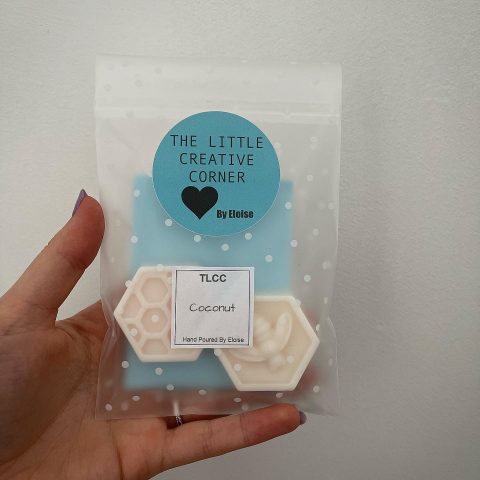 THE LITTLE
CREATIVE
CORNER
By Eloise
TLCC
Coconut
Hand Poured By Eloise